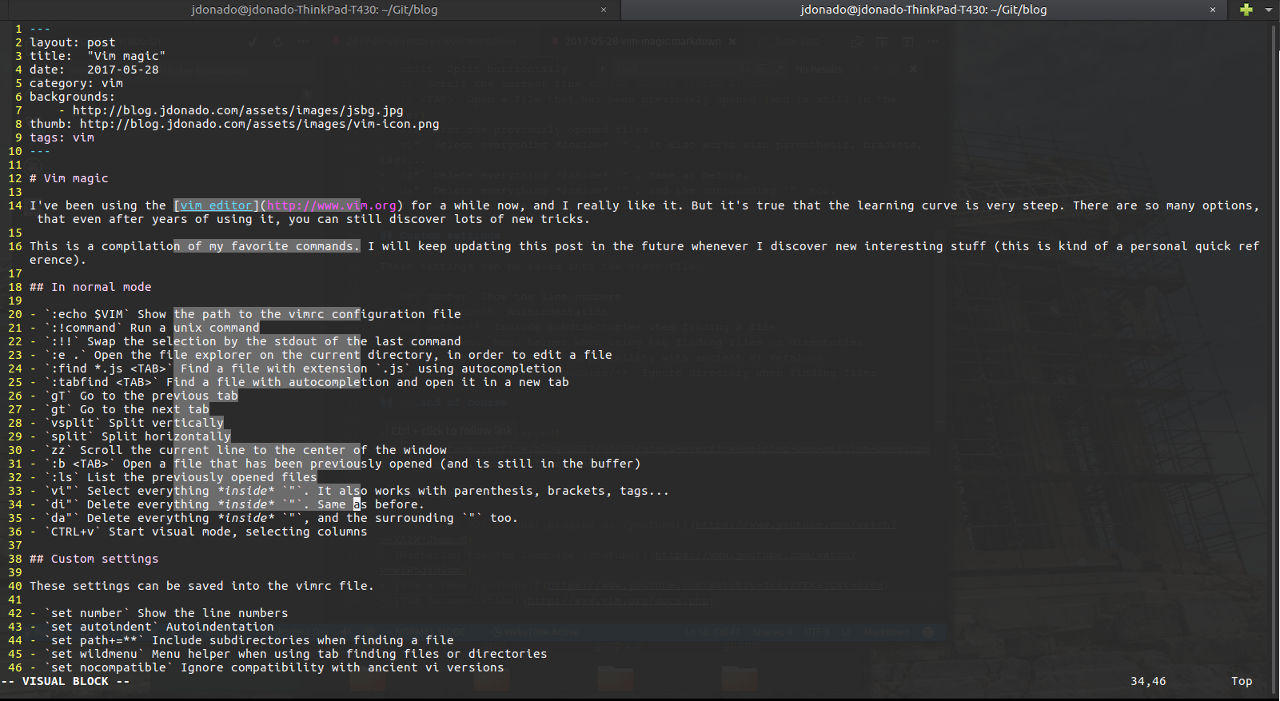 jdonado@jdonado-ThinkPad-T430: ~/Git/blog × jdonado@jdonado-ThinkPad-T430: ~/Git/blog ×
1 ---
2 layout: post
3 title:  "Vim magic"
4 date:   2017-05-28
5 category: vim
6 backgrounds:
7     - http://blog.jdonado.com/assets/images/jsbg.jpg
8 thumb: http://blog.jdonado.com/assets/images/vim-icon.png
9 tags: vim
10 ---
11
12 # Vim magic
13
14 I've been using the [vim editor](http://www.vim.org) for a while now, and I really like it. But it's true that the learning curve is very steep. There are so many options,
that even after years of using it, you can still discover lots of new tricks.
15
16 This is a compilation of my favorite commands. I will keep updating this post in the future whenever I discover new interesting stuff (this is kind of a personal quick ref
erence).
17
18 ## In normal mode
19
20 - `:echo $VIM` Show the path to the vimrc configuration file
21 - `:!command` Run a unix command
22 - `:!!` Swap the selection by the stdout of the last command
23 - `:e .` Open the file explorer on the current directory, in order to edit a file
24 - `:find *.js <TAB>` Find a file with extension `.js` using autocompletion
25 - `:tabfind <TAB>` Find a file with autocompletion and open it in a new tab
26 - `gT` Go to the previous tab
27 - `gt` Go to the next tab
28 - `vsplit` Split vertically
29 - `split` Split horizontally
30 - `zz` Scroll the current line to the center of the window
31 - `:b <TAB>` Open a file that has been previously opened (and is still in the buffer)
32 - `:ls` List the previously opened files
33 - `vi"` Select everything *inside* `"`. It also works with parenthesis, brackets, tags...
34 - `di"` Delete everything *inside* `"`. Same as before.
35 - `da"` Delete everything *inside* `"`, and the surrounding `"` too.
36 - `CTRL+v` Start visual mode, selecting columns
37
38 ## Custom settings
39
40 These settings can be saved into the vimrc file.
41
42 - `set number` Show the line numbers
43 - `set autoindent` Autoindentation
44 - `set path+=**` Include subdirectories when finding a file
45 - `set wildmenu` Menu helper when using tab finding files or directories
46 - `set nocompatible` Ignore compatibility with ancient vi versions
-- VISUAL BLOCK -- 34,46 Top